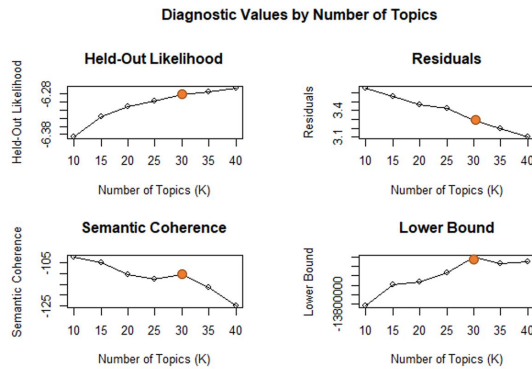 Diagnostic Values by Number of Topics
Held-Out Likelihood
Held-Out Likelihood
-6.28
-6.38
10 15 20 25 30 35 40
Number of Topics (K)
Residuals
Residuals
3.4
3.1
10 15 20 25 30 35 40
Number of Topics (K)
Semantic Coherence
Semantic Coherence
-105
-125
10 15 20 25 30 35 40
Number of Topics (K)
Lower Bound
Lower Bound
-13800000
10 15 20 25 30 35 40
Number of Topics (K)